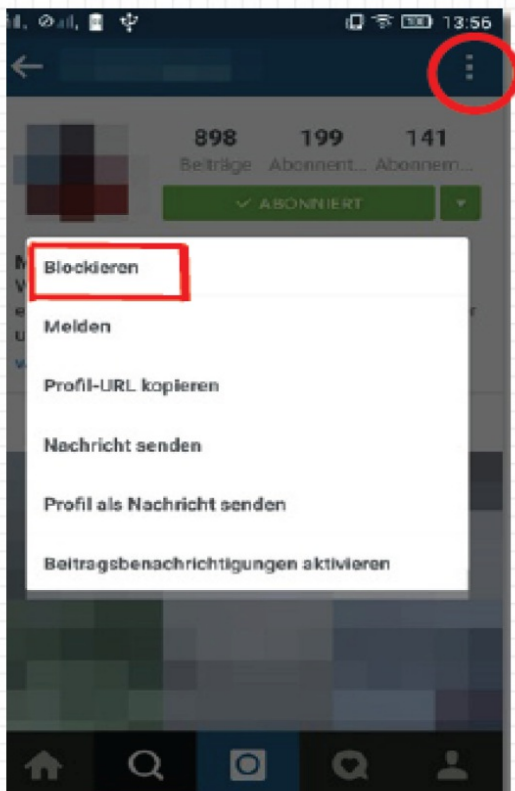 13:56
898 199 141
Beiträge Abonnent... Abonnem...
ABONNIERT
Blockieren
Melden
Profil-URL kopieren
Nachricht senden
Profil als Nachricht senden
Beitragsbenachrichtigungen aktivieren